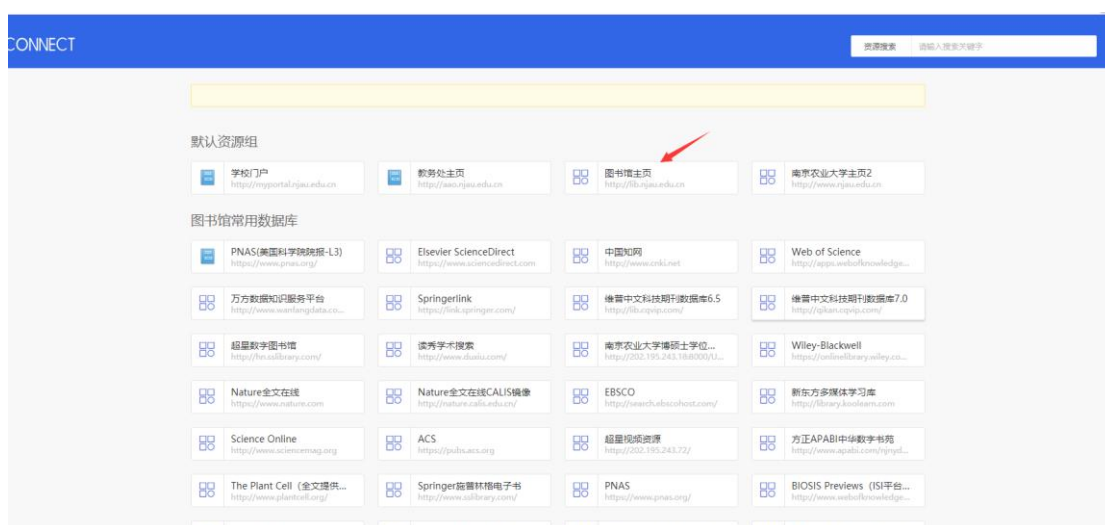 CONNECT
资源搜索 请输入搜索关键字
默认资源组
学校门户
http://myportal.njau.edu.cn
教务处主页
http://aao.njau.edu.cn
图书馆主页
http://lib.njau.edu.cn
南京农业大学主页2
http://www.njau.edu.cn
图书馆常用数据库
PNAS(美国科学院院报-L3)
https://www.pnas.org/
Elsevier ScienceDirect
https://www.sciencedirect.com
中国知网
http://www.cnki.net
Web of Science
http://apps.webofknowledge...
万方数据知识服务平台
http://www.wanfangdata.co...
Springerlink
https://link.springer.com/
维普中文科技期刊数据库6.5
http://lib.cqvip.com/
维普中文科技期刊数据库7.0
http://qikan.cqvip.com/
超星数字图书馆
http://hn.sslibrary.com/
读秀学术搜索
http://www.duxiu.com/
南京农业大学博硕士学位...
http://202.195.243.18:8000/U...
Wiley-Blackwell
https://onlinelibrary.wiley.co...
Nature全文在线
https://www.nature.com
Nature全文在线CALIS镜像
http://nature.calis.edu.cn/
EBSCO
http://search.ebscohost.com/
新东方多媒体学习库
http://library.koolearn.com
Science Online
http://www.sciencemag.org
ACS
https://pubs.acs.org
超星视频资源
http://202.195.243.72/
方正APABI中华数字书苑
http://www.apabi.com/njnyd...
The Plant Cell（全文提供...
http://www.plantcell.org/
Springer施普林格电子书
http://www.sslibrary.com/
PNAS
https://www.pnas.org/
BIOSIS Previews（ISI平台...
http://www.webofknowledge...